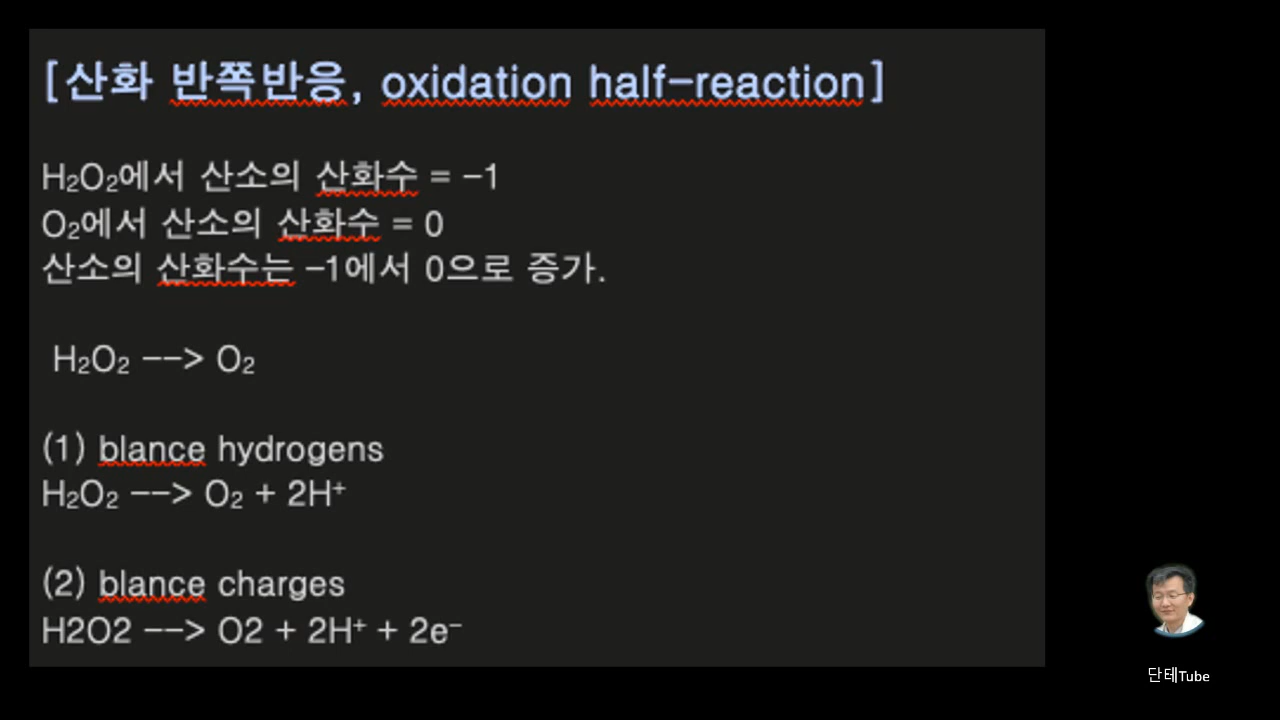 [산화 반쪽반응, oxidation half-reaction]
H₂O₂에서 산소의 산화수 = -1
O₂에서 산소의 산화수 = 0
산소의 산화수는 -1에서 0으로 증가.
H₂O₂ --> O₂
(1) blance hydrogens
H₂O₂ --> O₂ + 2H⁺
(2) blance charges
H2O2 --> O2 + 2H⁺ + 2e⁻
단테Tube